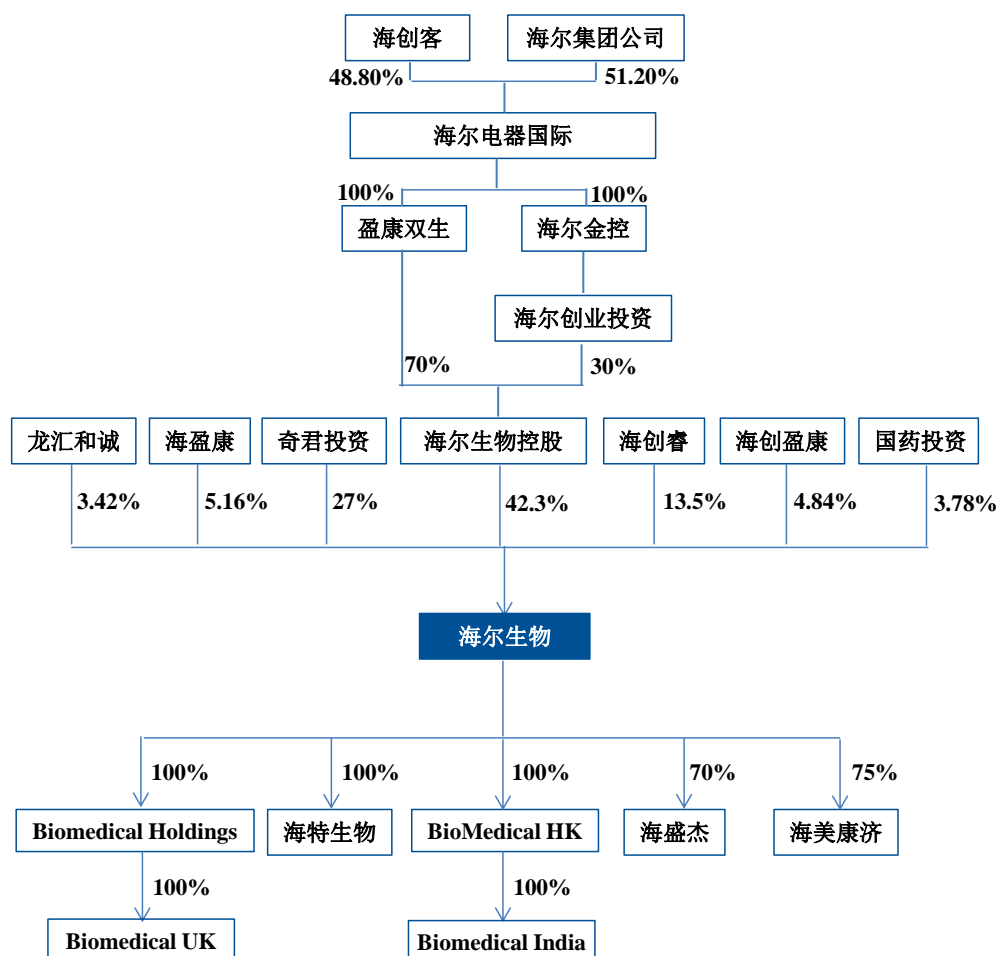 海创客
海尔集团公司
48.80%
51.20%
海尔电器国际
100%
100%
盈康双生
海尔金控
海尔创业投资
70%
30%
龙汇和诚
海盈康
奇君投资
海尔生物控股
海创睿
海创盈康
国药投资
3.42%
5.16%
27%
42.3%
13.5%
4.84%
3.78%
海尔生物
100%
100%
100%
70%
75%
Biomedical Holdings
海特生物
BioMedical HK
海盛杰
海美康济
100%
100%
Biomedical UK
Biomedical India